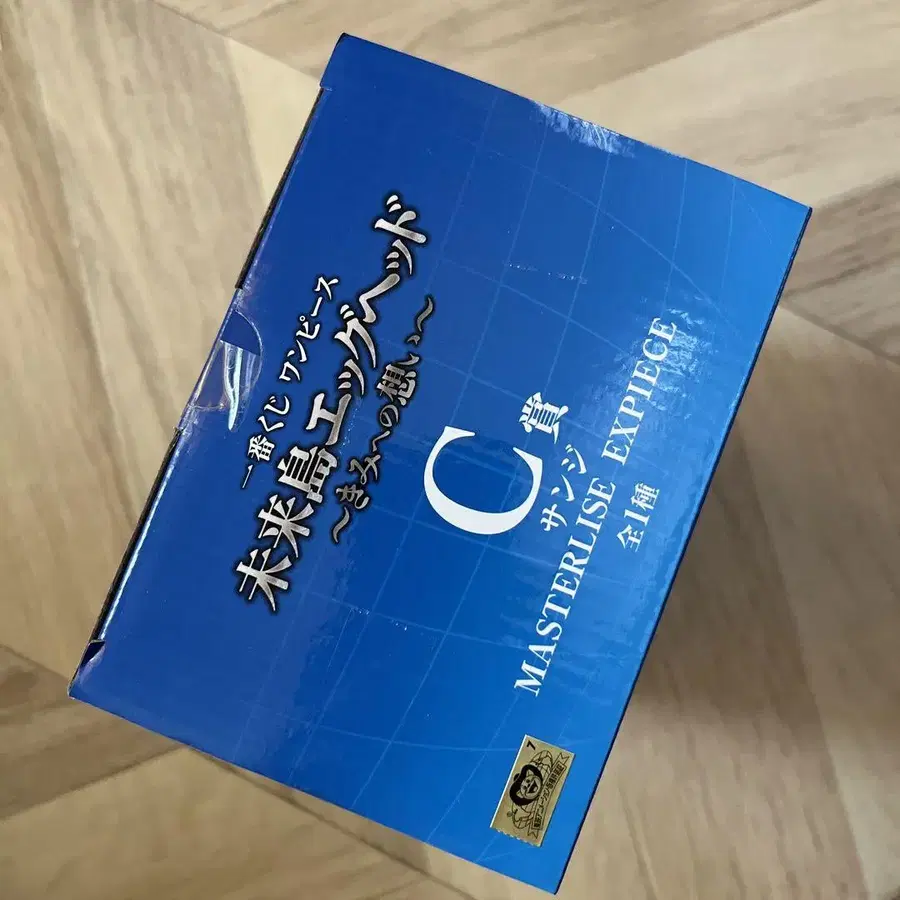 一番くじ ワンピース
未来島エッグヘッド
～きみへの想い～
C賞
サンジ
MASTERLISE EXPIECE
全1種
7